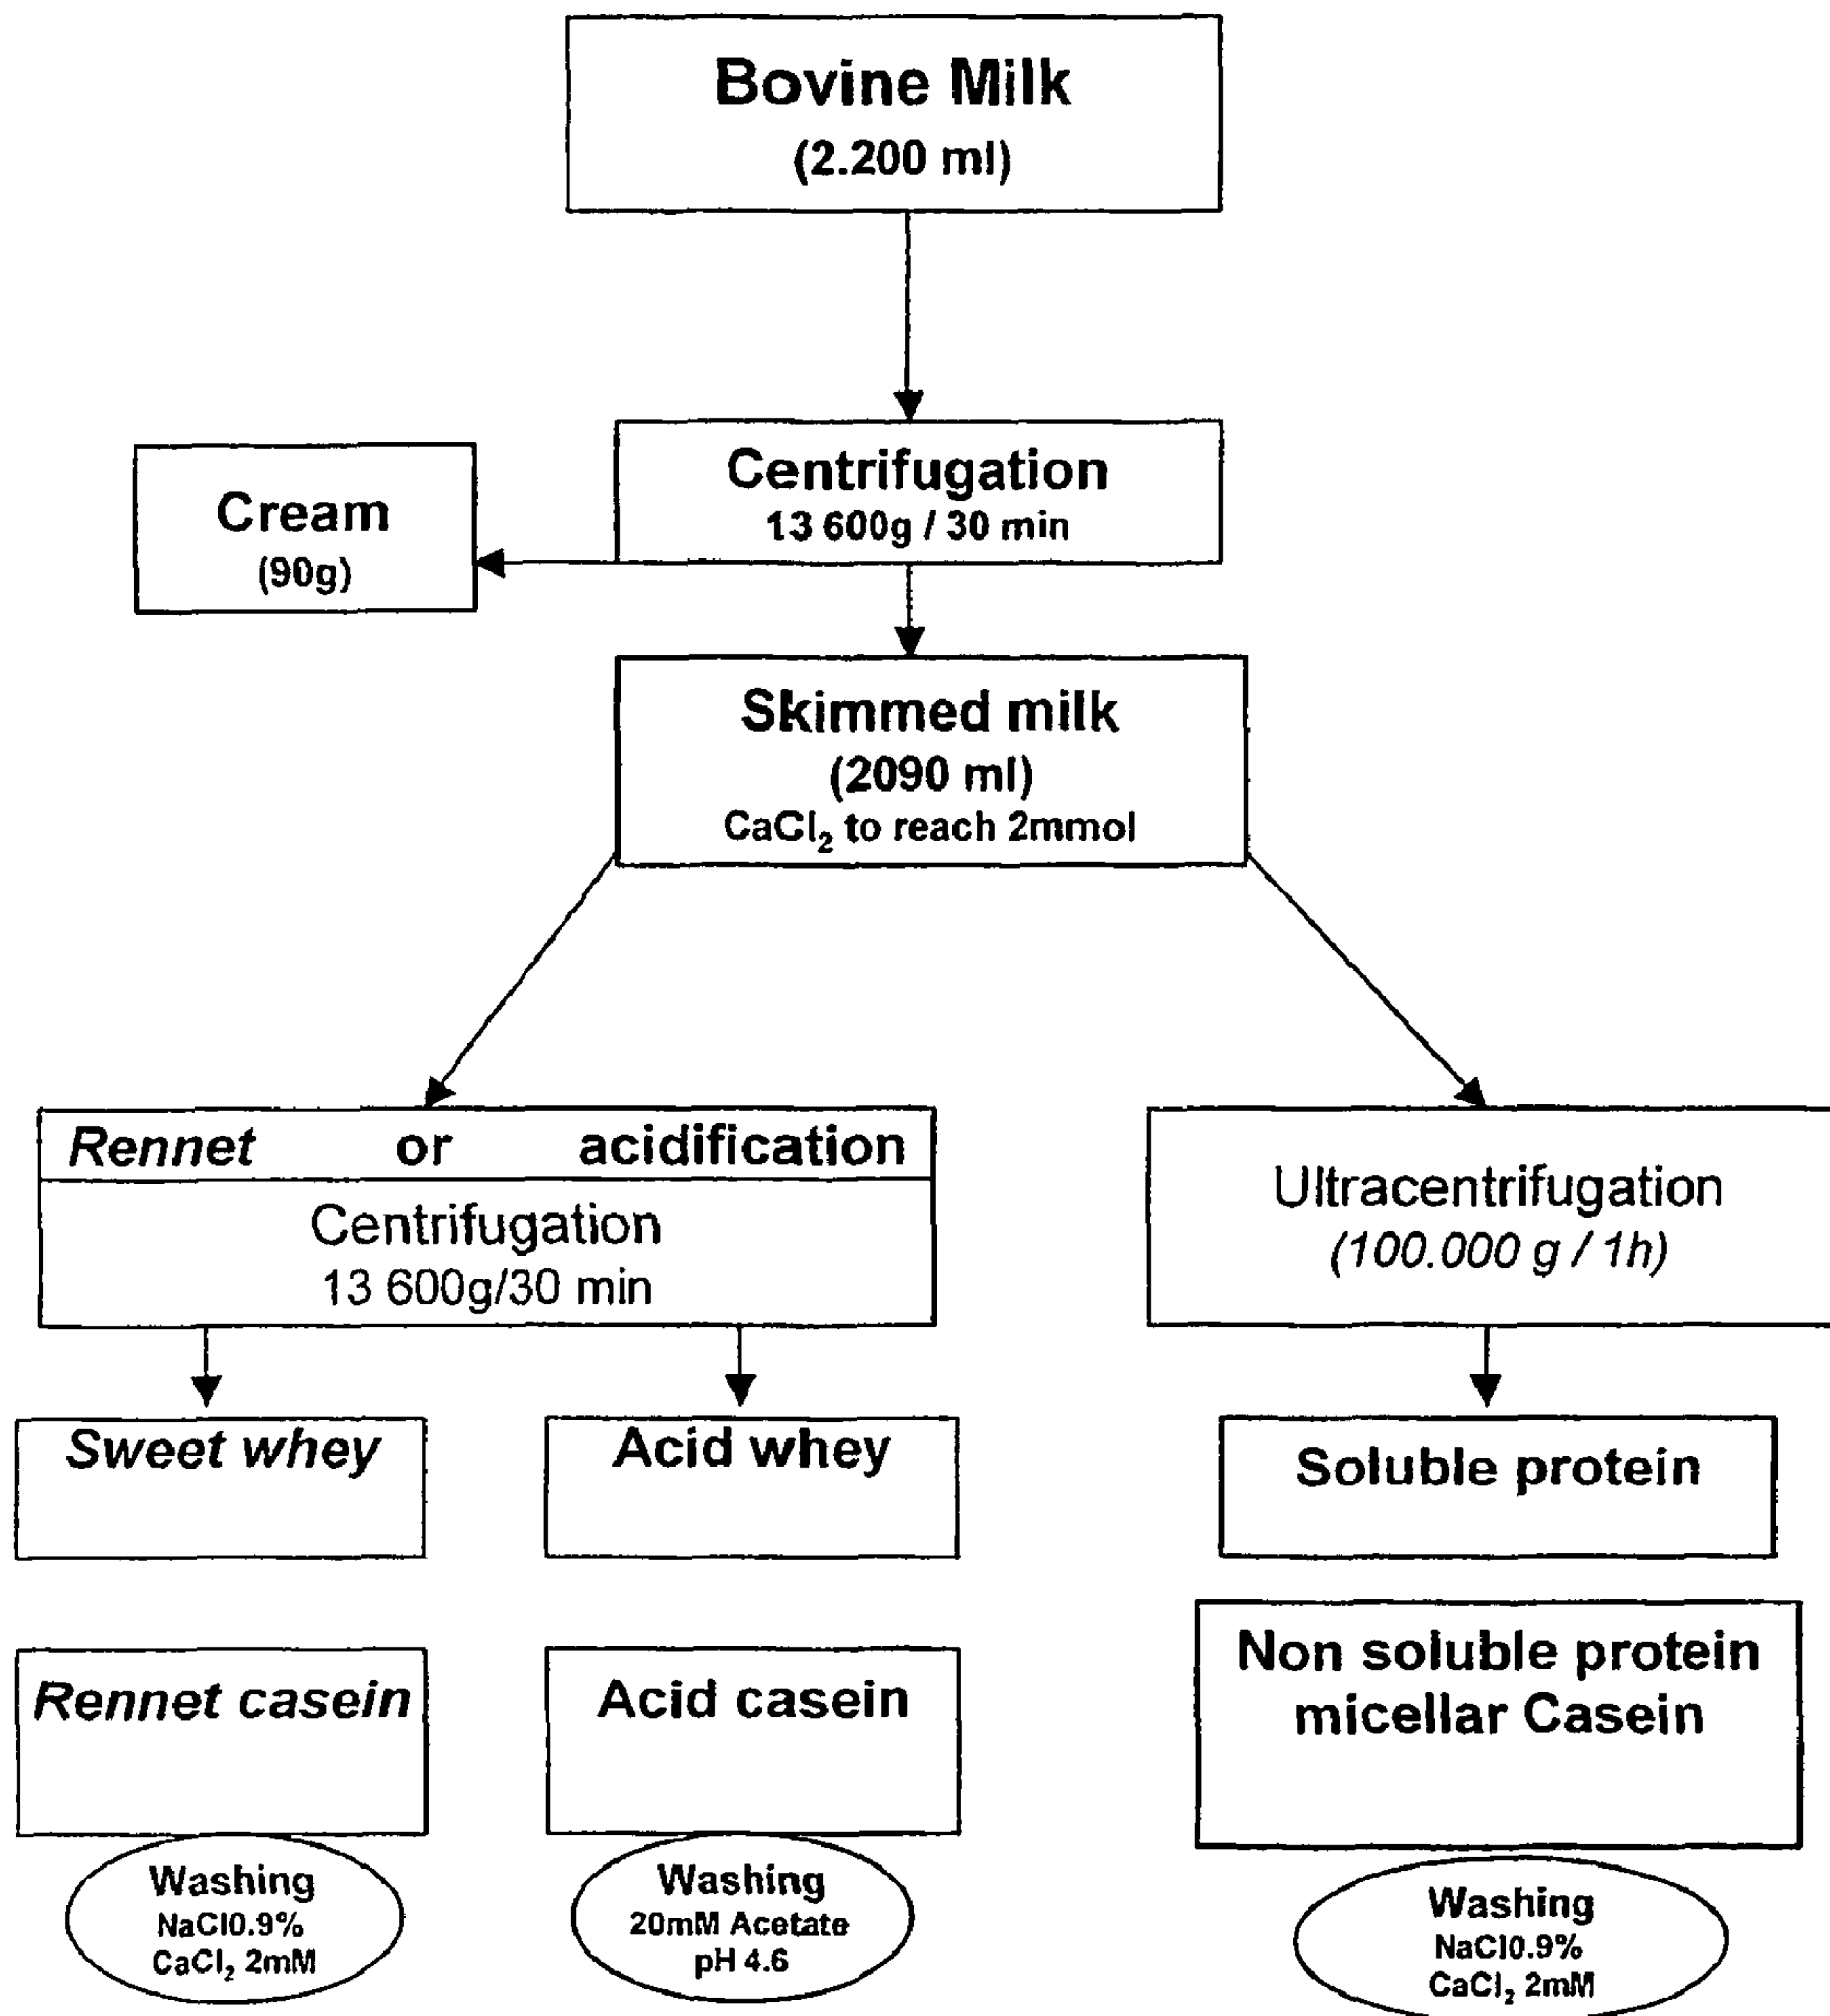 Bovine Milk
(2.200 ml)
Centrifugation
13 600g / 30 min
Cream
(90g)
Skimmed milk
(2090 ml)
CaCl₂ to reach 2mmol
Rennet or acidification
Centrifugation
13 600g/30 min
Ultracentrifugation
(100.000 g / 1h)
Sweet whey
Acid whey
Soluble protein
Rennet casein
Acid casein
Non soluble protein
micellar Casein
Washing
NaCl0.9%
CaCl₂ 2mM
Washing
20mM Acetate
pH 4.6
Washing
NaCl0.9%
CaCl₂ 2mM